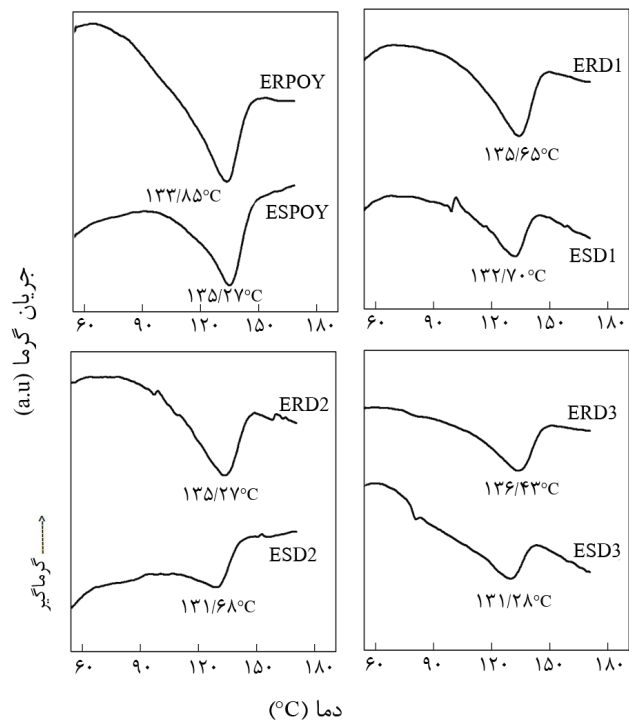 ERPOY
۱۳۳/۸۵°C
ESPOY
۱۳۵/۲۷°C
۶۰ ۹۰ ۱۲۰ ۱۵۰ ۱۸۰
ERD1
۱۳۵/۶۵°C
ESD1
۱۳۲/۷۰°C
۶۰ ۹۰ ۱۲۰ ۱۵۰ ۱۸۰
ERD2
۱۳۵/۲۷°C
ESD2
۱۳۱/۶۸°C
۶۰ ۹۰ ۱۲۰ ۱۵۰ ۱۸۰
ERD3
۱۳۶/۴۳°C
ESD3
۱۳۱/۲۸°C
۶۰ ۹۰ ۱۲۰ ۱۵۰ ۱۸۰
جریان گرما (a.u)
گرماگیر
دما (°C)